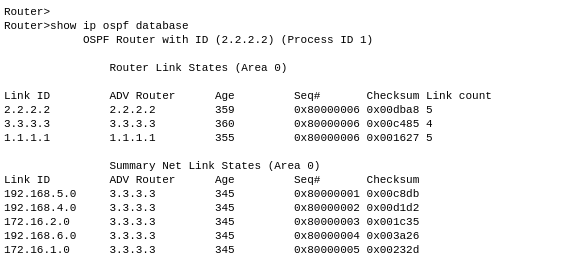 Router>
Router>show ip ospf database
            OSPF Router with ID (2.2.2.2) (Process ID 1)

                Router Link States (Area 0)

Link ID         ADV Router      Age         Seq#       Checksum Link count
2.2.2.2         2.2.2.2         359         0x80000006 0x00dba8 5
3.3.3.3         3.3.3.3         360         0x80000006 0x00c485 4
1.1.1.1         1.1.1.1         355         0x80000006 0x001627 5

                Summary Net Link States (Area 0)
Link ID         ADV Router      Age         Seq#       Checksum
192.168.5.0     3.3.3.3         345         0x80000001 0x00c8db
192.168.4.0     3.3.3.3         345         0x80000002 0x00d1d2
172.16.2.0      3.3.3.3         345         0x80000003 0x001c35
192.168.6.0     3.3.3.3         345         0x80000004 0x003a26
172.16.1.0      3.3.3.3         345         0x80000005 0x00232d